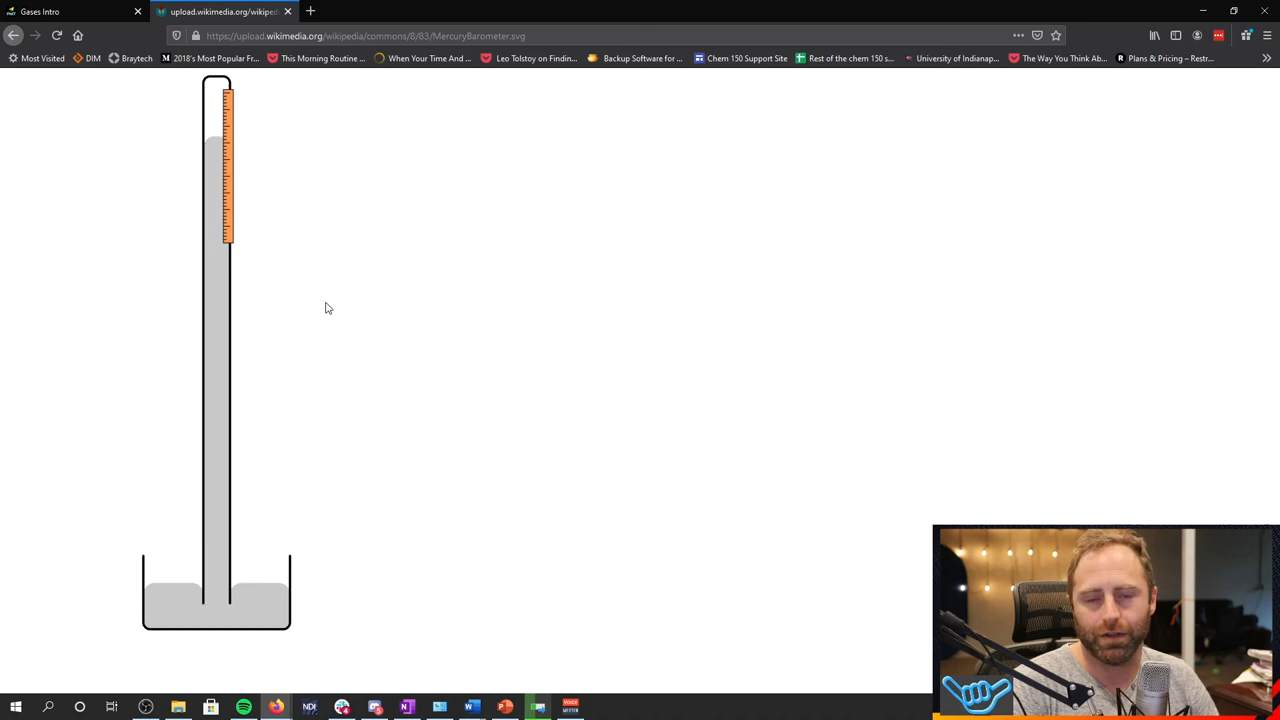 Gases Intro
upload.wikimedia.org/wikiped
https://upload.wikimedia.org/wikipedia/commons/8/83/MercuryBarometer.svg
Most Visited
DIM
Braytech
2018's Most Popular Fr...
This Morning Routine ...
When Your Time And ...
Leo Tolstoy on Findin...
Backup Software for ...
Chem 150 Support Site
Rest of the chem 150 s...
University of Indianap...
The Way You Think Ab...
Plans & Pricing – Restr...